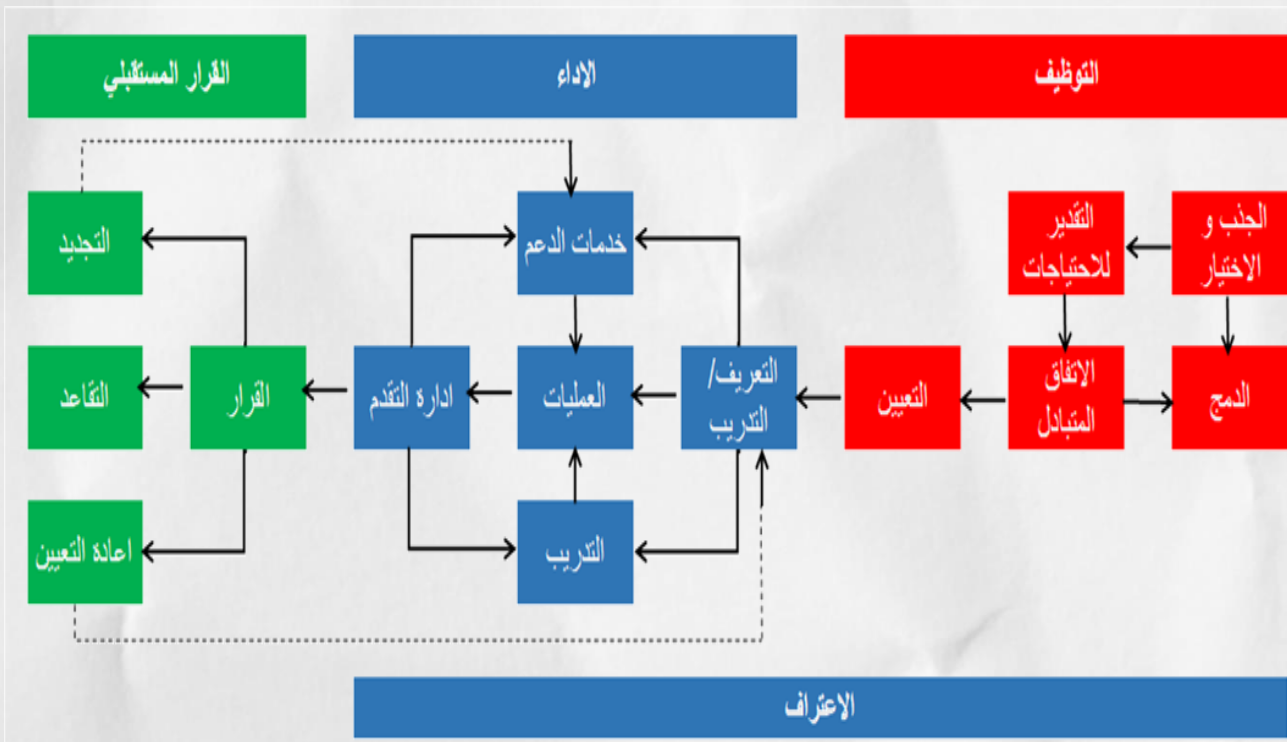 التوظيف
الاداء
القرار المستقبلي
الجذب و
الاختيار
التقدير
للاحتياجات
خدمات الدعم
التجديد
الدمج
الاتفاق
المتبادل
التعيين
التعريف/
التدريب
العمليات
ادارة التقدم
القرار
التقاعد
التدريب
اعادة التعيين
الاعتراف